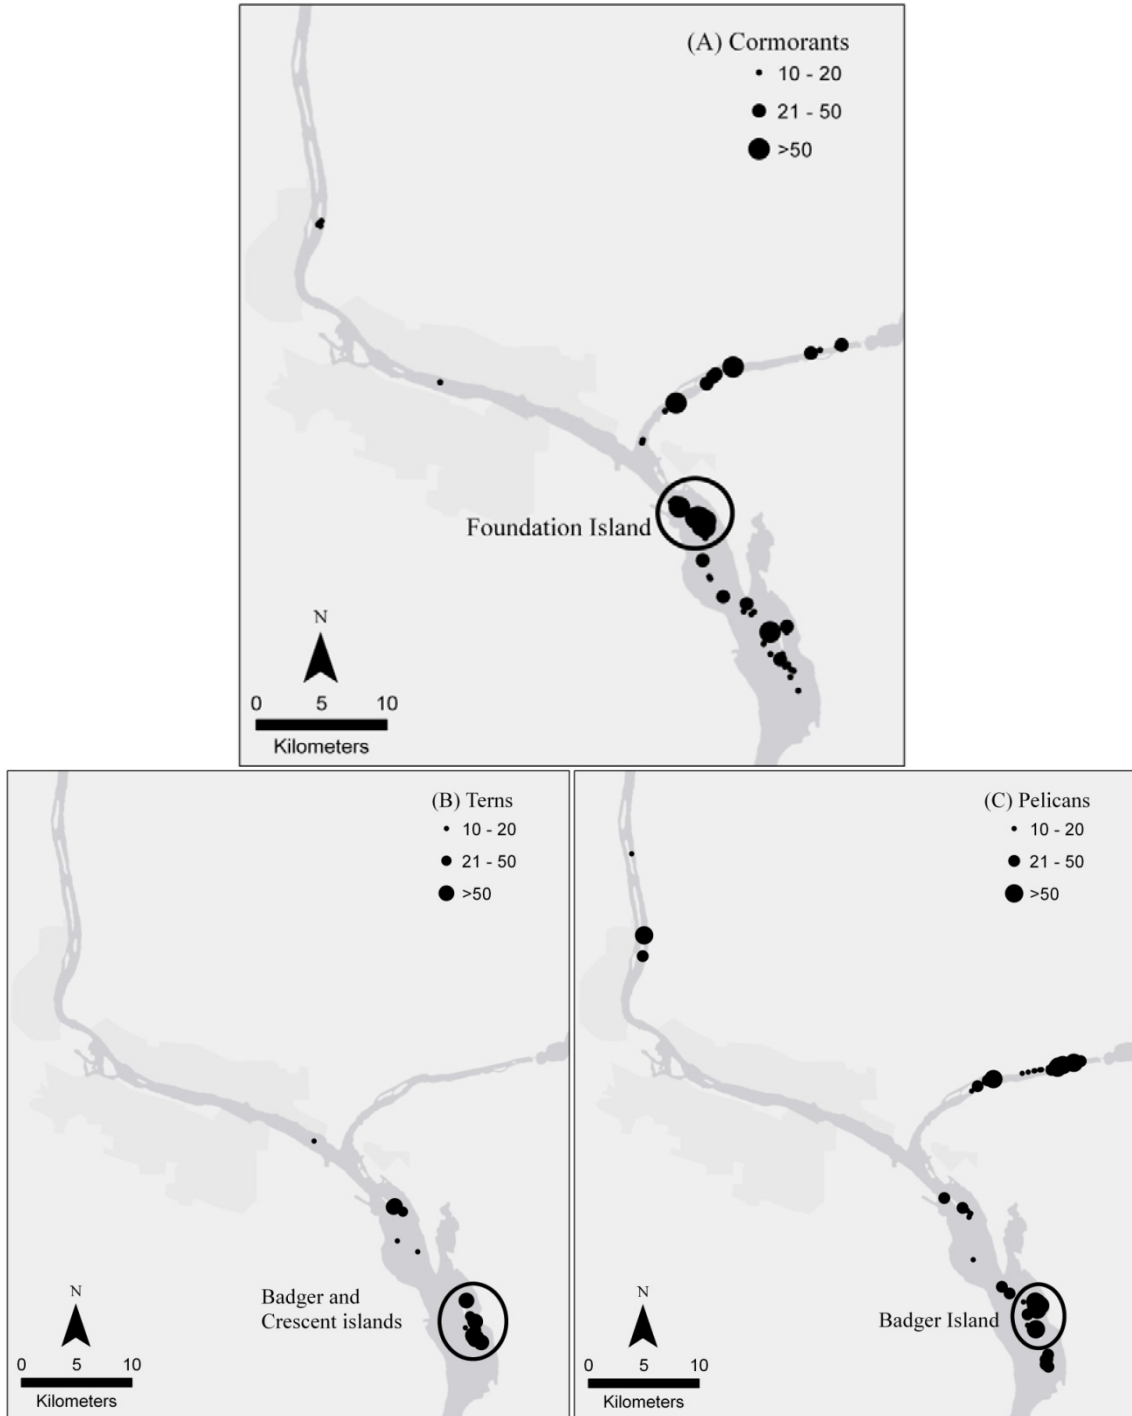 (A) Cormorants
10 - 20
21 - 50
>50
Foundation Island
N
0 5 10
Kilometers
(B) Terns
10 - 20
21 - 50
>50
Badger and
Crescent islands
N
0 5 10
Kilometers
(C) Pelicans
10 - 20
21 - 50
>50
Badger Island
N
0 5 10
Kilometers